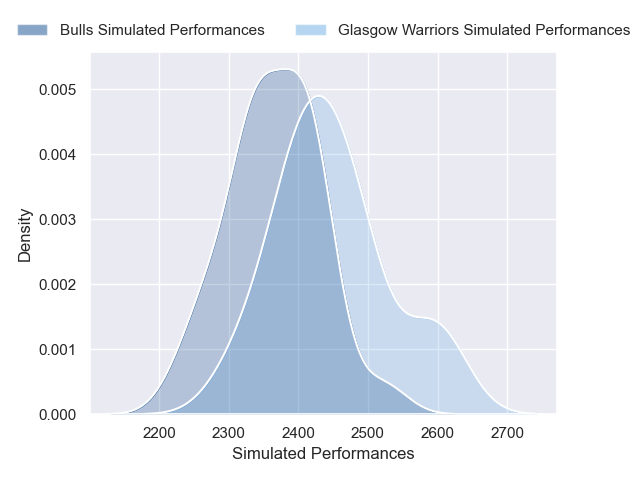 Bulls Simulated Performances Glasgow Warriors Simulated Performances
0.005
0.004
0.003
0.002
0.001
0.000
Density
2200 2300 2400 2500 2600 2700
Simulated Performances